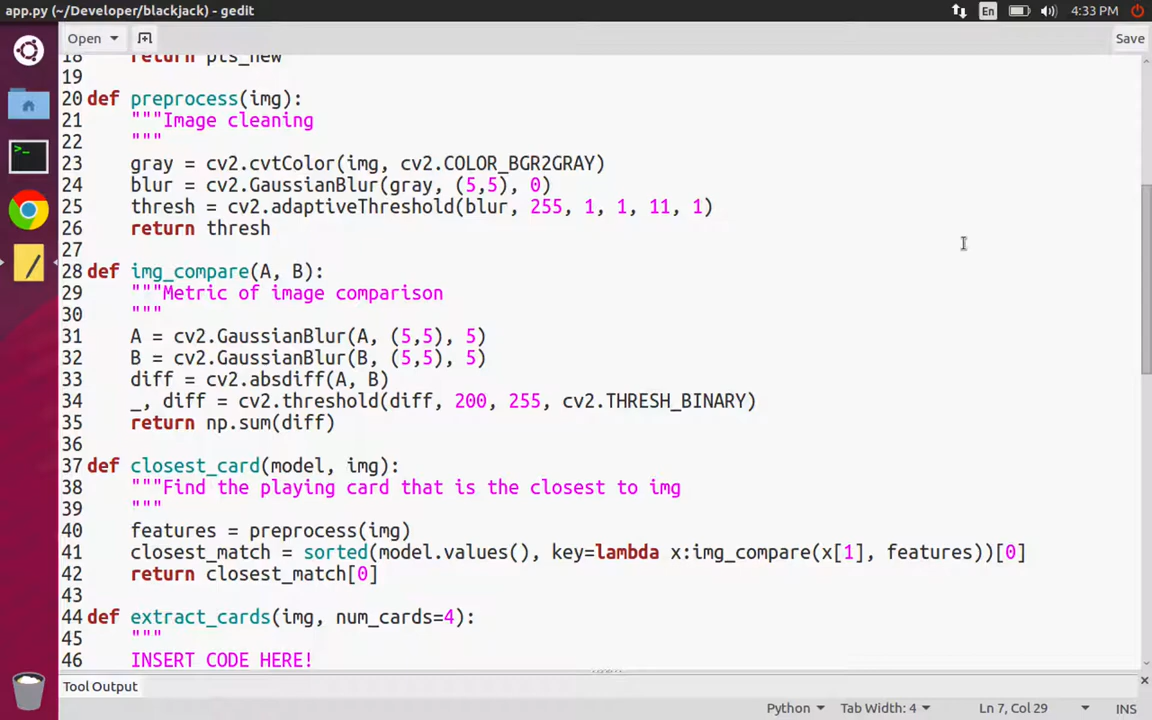 app.py (~/Developer/blackjack) - gedit
En
4:33 PM
Open
Save
18 return pts_new
19
20 def preprocess(img):
21 """Image cleaning
22 """
23 gray = cv2.cvtColor(img, cv2.COLOR_BGR2GRAY)
24 blur = cv2.GaussianBlur(gray, (5,5), 0)
25 thresh = cv2.adaptiveThreshold(blur, 255, 1, 1, 11, 1)
26 return thresh
27
28 def img_compare(A, B):
29 """Metric of image comparison
30 """
31 A = cv2.GaussianBlur(A, (5,5), 5)
32 B = cv2.GaussianBlur(B, (5,5), 5)
33 diff = cv2.absdiff(A, B)
34 _, diff = cv2.threshold(diff, 200, 255, cv2.THRESH_BINARY)
35 return np.sum(diff)
36
37 def closest_card(model, img):
38 """Find the playing card that is the closest to img
39 """
40 features = preprocess(img)
41 closest_match = sorted(model.values(), key=lambda x:img_compare(x[1], features))[0]
42 return closest_match[0]
43
44 def extract_cards(img, num_cards=4):
45 """
46 INSERT CODE HERE!
Tool Output
Python
Tab Width: 4
Ln 7, Col 29
INS